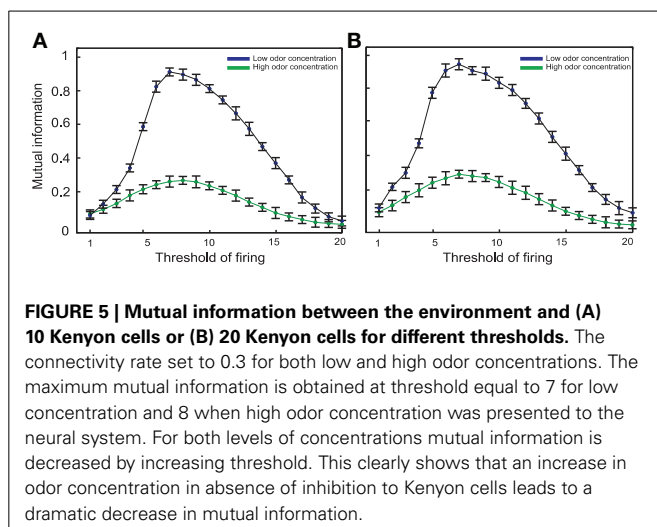 A
B
Low odor concentration
High odor concentration
Low odor concentration
High odor concentration
Mutual information
1
0.8
0.6
0.4
0.2
0
1 5 10 15 20
1 5 10 15 20
Threshold of firing
Threshold of firing
FIGURE 5 | Mutual information between the environment and (A)
10 Kenyon cells or (B) 20 Kenyon cells for different thresholds. The
connectivity rate set to 0.3 for both low and high odor concentrations. The
maximum mutual information is obtained at threshold equal to 7 for low
concentration and 8 when high odor concentration was presented to the
neural system. For both levels of concentrations mutual information is
decreased by increasing threshold. This clearly shows that an increase in
odor concentration in absence of inhibition to Kenyon cells leads to a
dramatic decrease in mutual information.